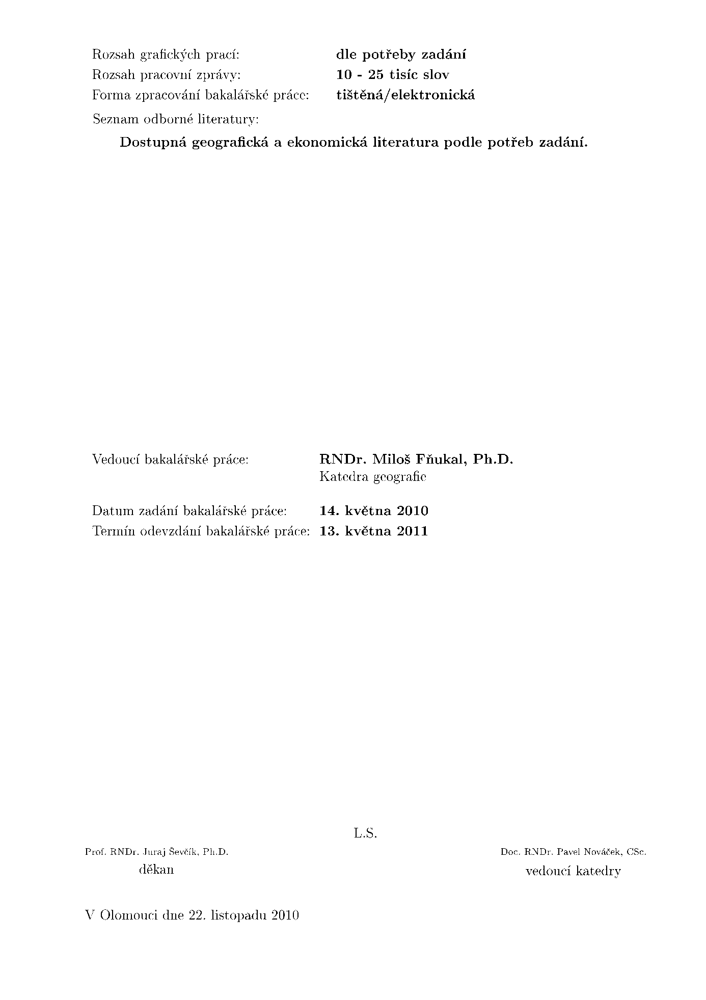 Rozsah grafických prací: dle potřeby zadání
Rozsah pracovní zprávy: 10 - 25 tisíc slov
Forma zpracování bakalářské práce: tištěná/elektronická
Seznam odborné literatury:
Dostupná geografická a ekonomická literatura podle potřeb zadání.
Vedoucí bakalářské práce: RNDr. Miloš Fňukal, Ph.D.
Katedra geografie
Datum zadání bakalářské práce: 14. května 2010
Termín odevzdání bakalářské práce: 13. května 2011
L.S.
Prof. RNDr. Juraj Ševčík, Ph.D. Doc. RNDr. Pavel Nováček, CSc.
děkan vedoucí katedry
V Olomouci dne 22. listopadu 2010